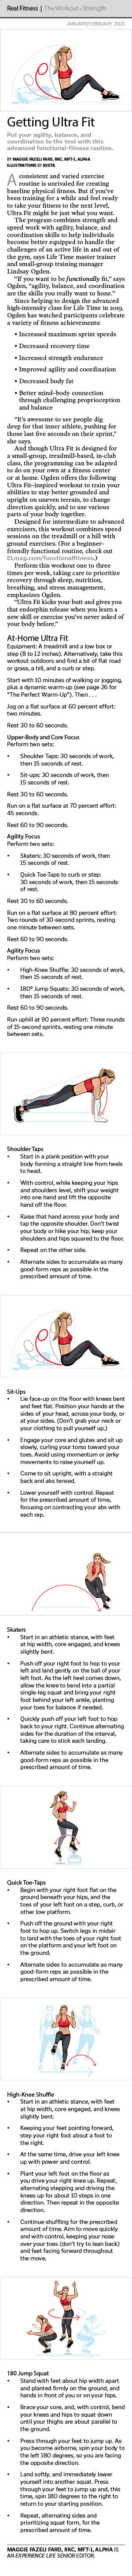 Real Fitness | The Workout • Strength
JANUARY/FEBRUARY 2021
Getting Ultra Fit
Put your agility, balance, and
coordination to the test with this
advanced functional-fitness routine.
BY MAGGIE FAZELI FARD, RKC, MFT-1, ALPHA
ILLUSTRATIONS BY KVETA
A consistent and varied exercise
routine is unrivaled for creating
baseline physical fitness. But if you've
been training for a while and feel ready
to take your fitness to the next level,
Ultra Fit might be just what you need.
The program combines strength and
speed work with agility, balance, and
coordination skills to help individuals
become better equipped to handle the
challenges of athletic life in and out of
the gym, says Life Time master trainer
and small-group training manager
Lindsay Ogden.
"If you want to be functionally fit," says
Ogden, "agility, balance, and coordination
are the skills you really want to hone."
Since helping to design the department's
high-intensity Ultra Fit for Life Time in 2019,
Ogden has watched participants celebrate
a variety of fitness achievements:
• Increased maximum sprint speeds
• Decreased recovery time
• Increased strength endurance
• Improved agility and coordination
• Decreased body fat
• Better mind–body connection
through challenging proprioception
and balance
"It's awesome to see people dig
deep for that inner athlete, pushing for
those last five seconds on the sprint,"
she says.
And though Ultra Fit is designed for
a small-group, treadmill-based, in-club
class, the programming can be adapted
to do on your own at a fitness center
or at home. Ogden offers the following
Ultra Fit–inspired workout to train your
abilities to stay better grounded and
upright on uneven terrain, to change
direction quickly, and to use various
parts of your body together.
Designed for intermediate to advanced
exercisers, this workout combines speed
sessions on the treadmill or a hill with
ground exercises. (For a beginner-
friendly functional routine, check out
ELmag.com/functionalfitness.)
Perform this workout one to three
times per week, taking care to prioritize
recovery through sleep, nutrition,
breathing, and stress management,
emphasizes Ogden.
"Ultra Fit kicks your butt and gives you
that endorphin release when you learn a
new skill or do more than you ever asked of
your body before."
At-Home Ultra Fit
Equipment: A treadmill and a low box or
step (8 to 12 inches). Alternatively, take this
workout outdoors and find a bit of flat road
or grass, a hill, and a curb or step.
Start with 10 minutes of walking or jogging,
plus a dynamic warm-up (see page 26 for
"The Perfect Warm-Up"). Then . . .
Jog on a flat surface at 60 percent effort:
two minutes.
Rest 30 to 60 seconds.
Upper-Body and Core Focus
Perform two sets:
• Shoulder Taps: 30 seconds of work,
then 15 seconds of rest.
• Sit-ups: 30 seconds of work, then
15 seconds of rest.
Rest 30 to 60 seconds.
Run on a flat surface at 70 percent effort:
45 seconds.
Rest 60 to 90 seconds.
Agility Focus
Perform two sets:
• Skaters: 30 seconds of work, then
15 seconds of rest.
• Quick Toe-Taps to curb or step:
30 seconds of work, then 15 seconds
of rest.
Rest 30 to 60 seconds.
Run on a flat surface at 80 percent effort:
Two rounds of 30-second sprints, resting
one minute between sets.
Rest 60 to 90 seconds.
Agility Focus
Perform two sets:
• High-Knee Shuffle: 30 seconds of work,
then 15 seconds of rest.
• 180° Jump Squats: 30 seconds of work,
then 15 seconds of rest.
Rest 60 to 90 seconds.
Run uphill at 90 percent effort: Three rounds
of 15-second sprints, resting one minute
between sets.
Shoulder Taps
• Start in a plank position with your
body forming a straight line from heels
to head.
• With control, while keeping your hips
and shoulders level, shift your weight
into one hand and lift the opposite
hand off the floor.
• Raise that hand across your body and
tap the opposite shoulder. Don't twist
your body or hike your hip; keep your
shoulders and hips squared to the floor.
• Repeat on the other side.
• Alternate sides to accumulate as many
good-form reps as possible in the
prescribed amount of time.
Sit-Ups
• Lie face-up on the floor with knees bent
and feet flat. Position your hands at the
sides of your head, across your body, or
at your sides. (Don't grab your neck or
your clothing to pull yourself up.)
• Engage your core and glutes and sit up
slowly, curling your torso toward your
toes. Avoid using momentum or jerky
movements to raise yourself up.
• Come to sit upright, with a straight
back and abs tensed.
• Lower yourself with control. Repeat
for the prescribed amount of time,
focusing on contracting your abs with
each rep.
Skaters
• Start in an athletic stance, with feet
at hip width, core engaged, and knees
slightly bent.
• Push off your right foot to hop to your
left and land gently on the ball of your
left foot. As the left heel comes down,
allow the knee to bend into a partial
single-leg squat and bring your right
foot behind your left ankle, planting
your toes for balance if needed.
• Quickly push off your left foot to hop
back to your right. Continue alternating
sides for the duration of the interval,
taking care to stick each landing.
• Alternate sides to accumulate as many
good-form reps as possible in the
prescribed amount of time.
Quick Toe-Taps
• Begin with your right foot flat on the
ground beneath your hips, and the
toes of your left foot on a step, curb, or
other low platform.
• Push off the ground with your right
foot to hop up. Switch legs in midair
to land with the toes of your right foot
on the platform and your left foot on
the ground.
• Alternate sides to accumulate as many
good-form reps as possible in the
prescribed amount of time.
High-Knee Shuffle
• Start in an athletic stance, with feet
at hip width, core engaged, and knees
slightly bent.
• Keeping your feet pointing forward,
step your right foot about a foot to
the right.
• At the same time, drive your left knee
up with power and control.
• Plant your left foot on the floor as
you drive your right knee up. Repeat,
alternating stepping and driving the
knees up for about 10 steps in one
direction. Then repeat in the opposite
direction.
• Continue shuffling for the prescribed
amount of time. Aim to move quickly
and with control, keeping your nose
over your toes (don't try to lean back)
and feet facing forward throughout
the move.
180 Jump Squat
• Stand with feet about hip width apart
and planted firmly on the ground, and
hands in front of you or on your hips.
• Brace your core, and, with control, bend
your knees and hips to squat down
until your thighs are about parallel to
the ground.
• Press through your feet to jump up. As
you become airborne, spin your body to
the left 180 degrees, so you are facing
the opposite direction.
• Land softly, and immediately lower
yourself into another squat. Press
through your feet to jump up and, this
time, spin 180 degrees to the right to
return to your starting position.
• Repeat, alternating sides and
prioritizing squat form, for the
prescribed amount of time.
MAGGIE FAZELI FARD, RKC, MFT-1, ALPHA IS
AN EXPERIENCE LIFE SENIOR EDITOR.